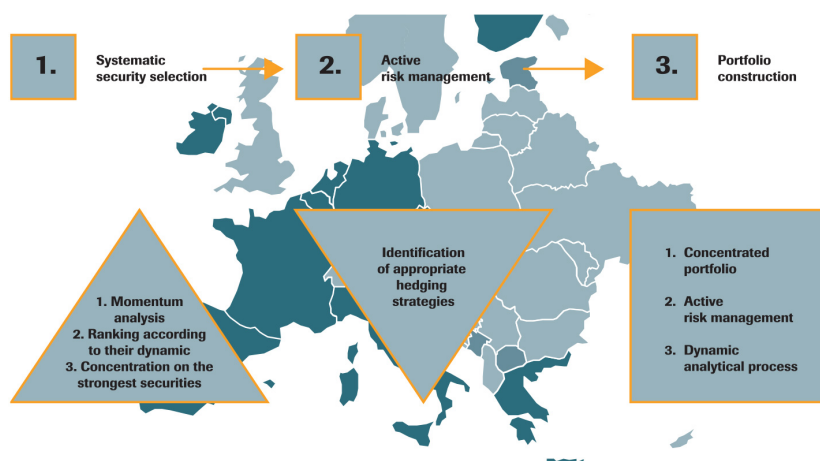 1.
Systematic
security selection
2.
Active
risk management
3.
Portfolio
construction
1. Momentum
analysis
2. Ranking according
to their dynamic
3. Concentration on the
strongest securities
Identification
of appropriate
hedging
strategies
1. Concentrated
portfolio
2. Active
risk management
3. Dynamic
analytical process